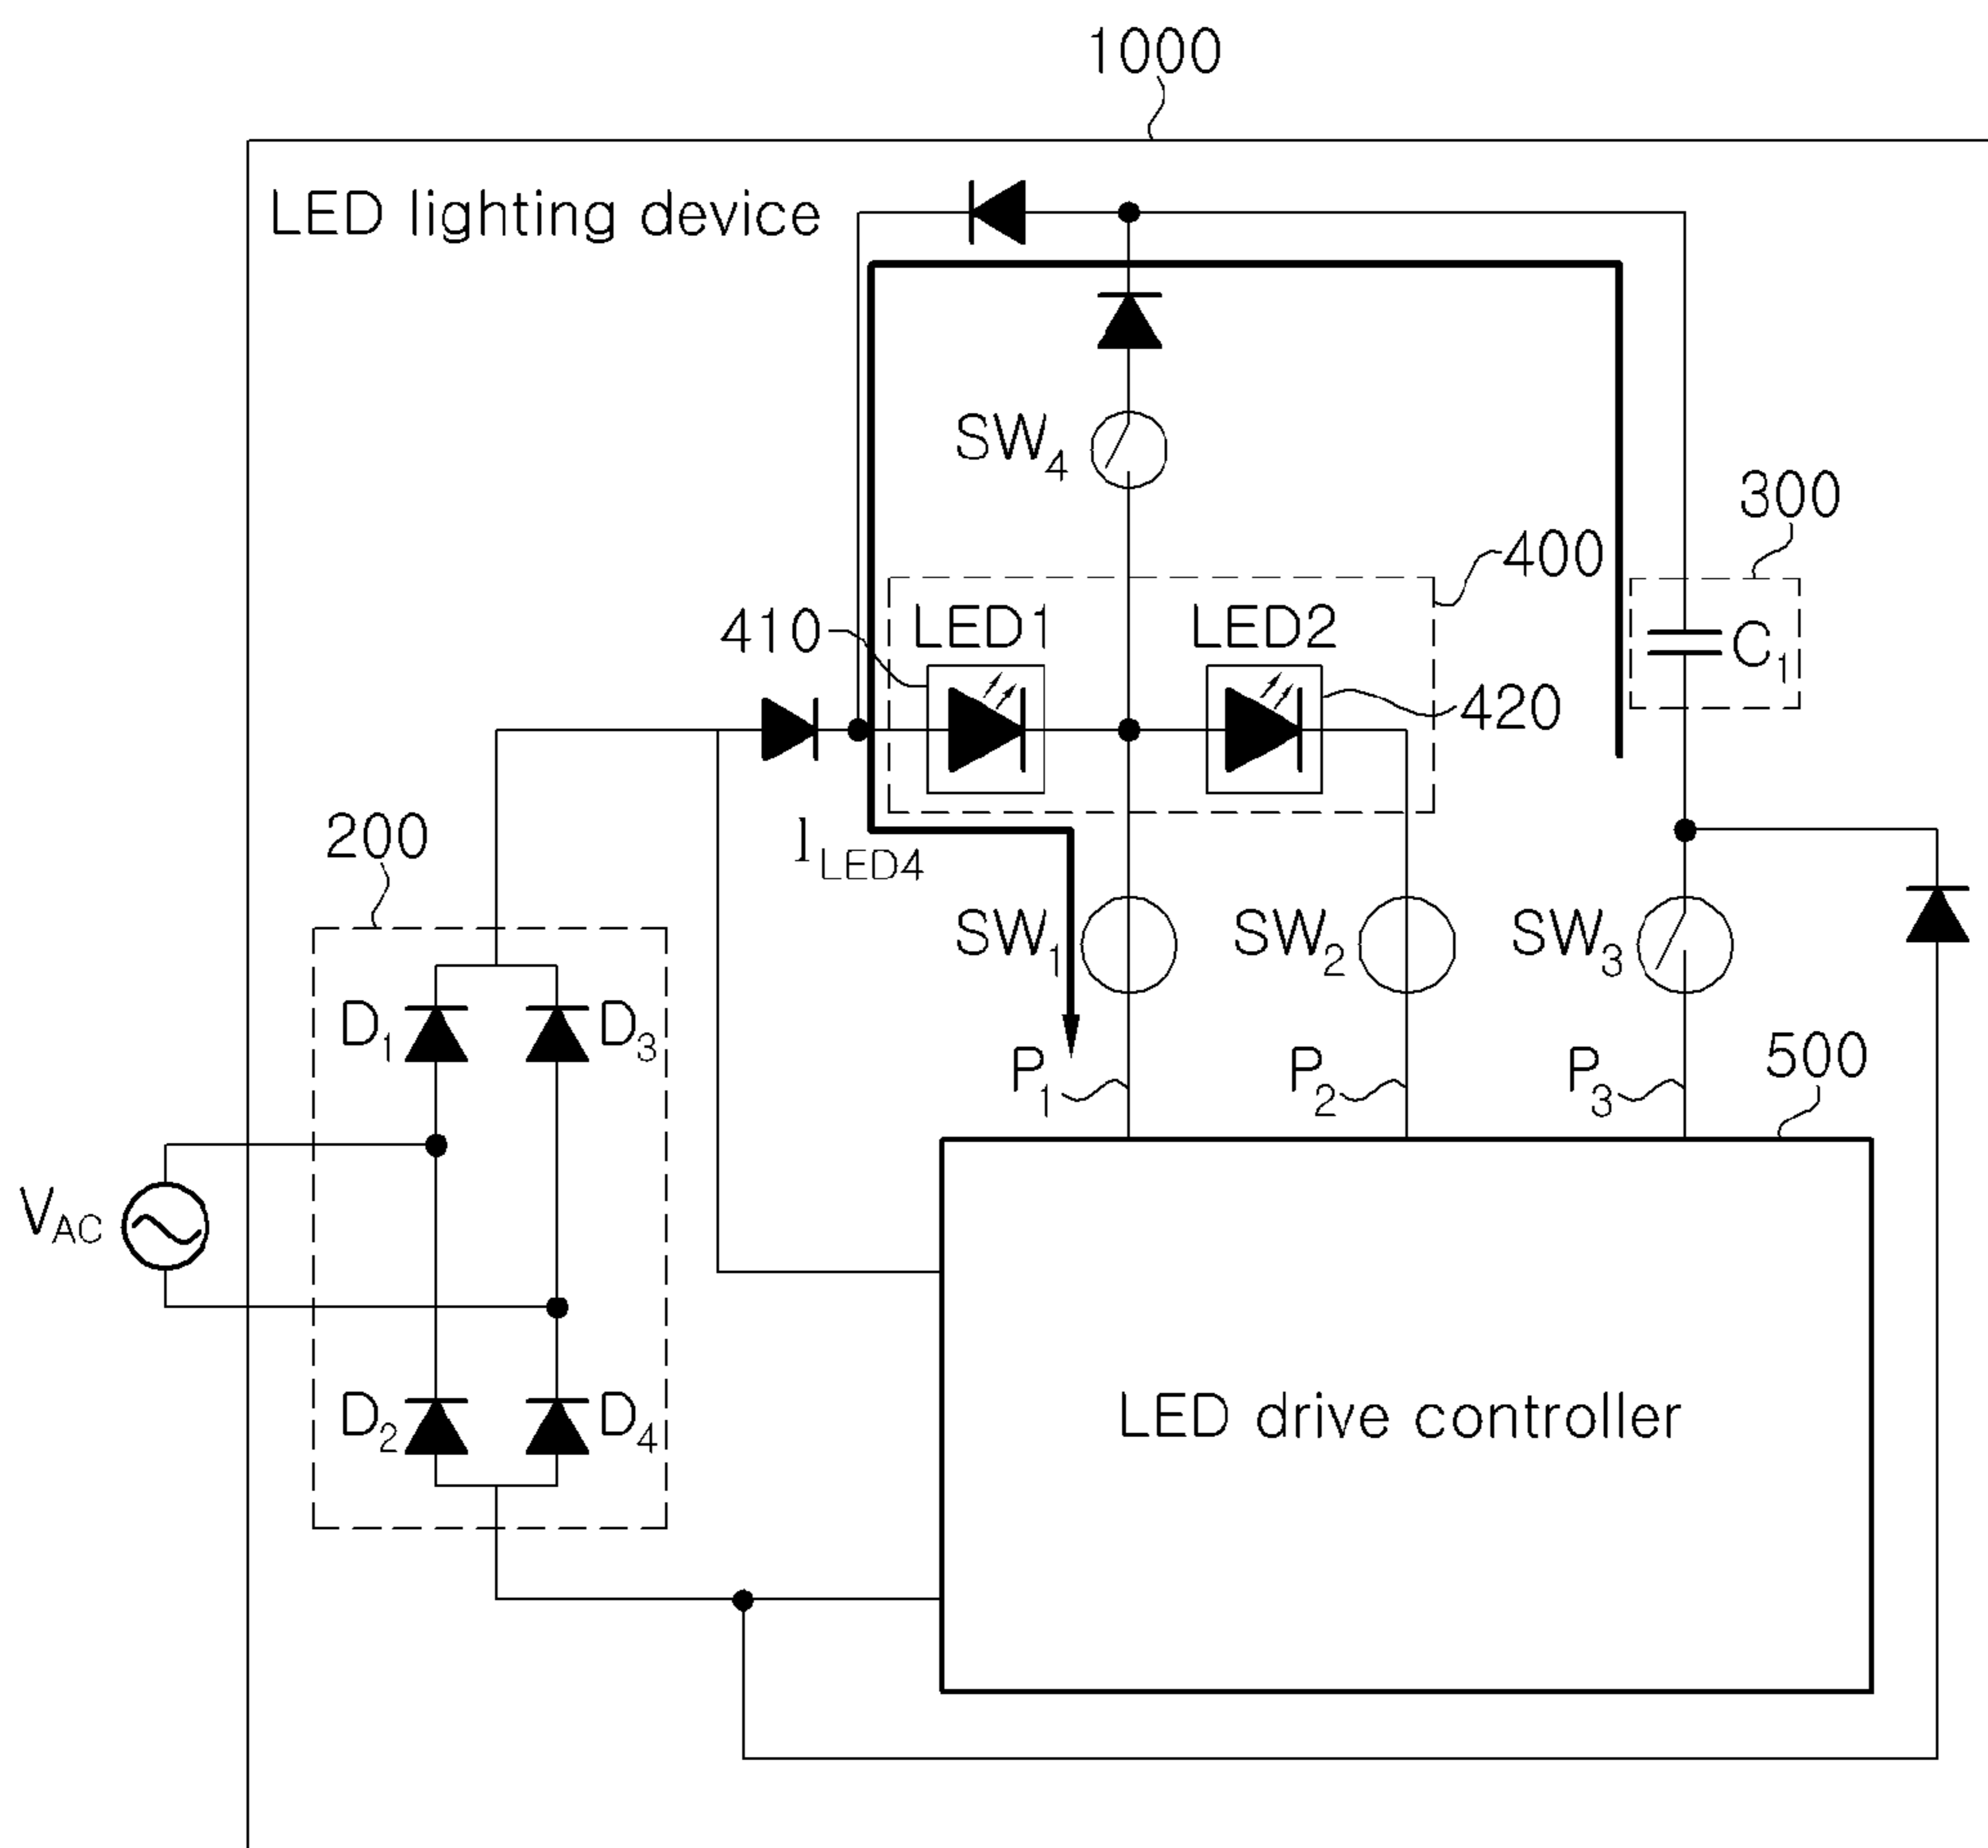 1000
LED lighting device
SW4
300
400
LED1
LED2
410
C1
420
200
ILED4
SW1
SW2
SW3
D1
D3
P1
P2
P3
500
VAC
D2
D4
LED drive controller